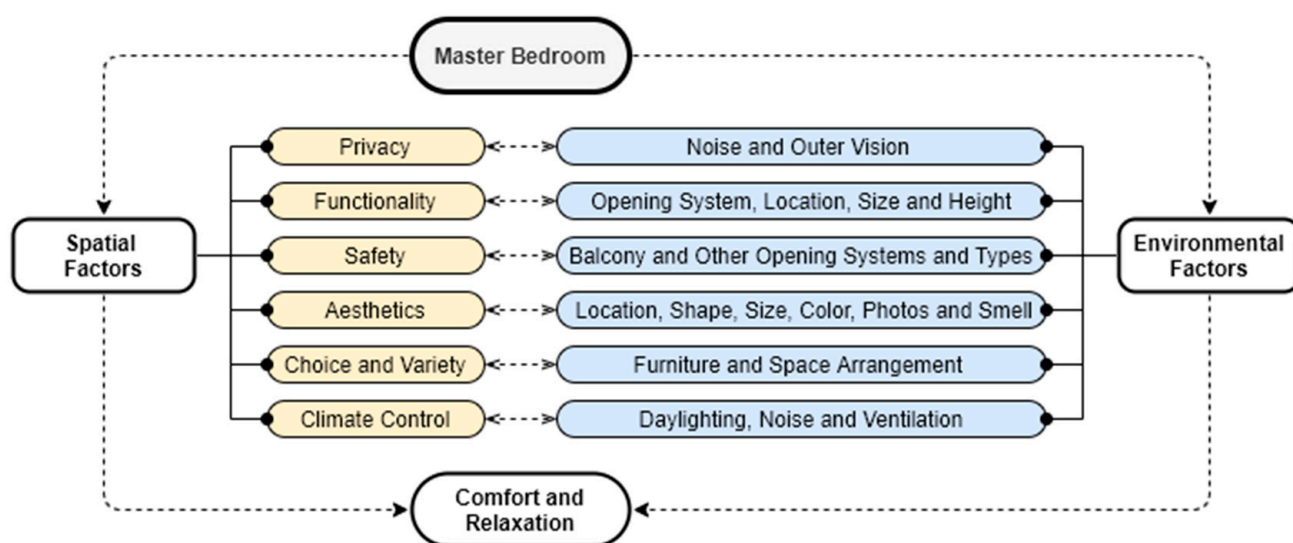 Master Bedroom
Privacy
Noise and Outer Vision
Functionality
Opening System, Location, Size and Height
Spatial
Factors
Safety
Balcony and Other Opening Systems and Types
Environmental
Factors
Aesthetics
Location, Shape, Size, Color, Photos and Smell
Choice and Variety
Furniture and Space Arrangement
Climate Control
Daylighting, Noise and Ventilation
Comfort and
Relaxation